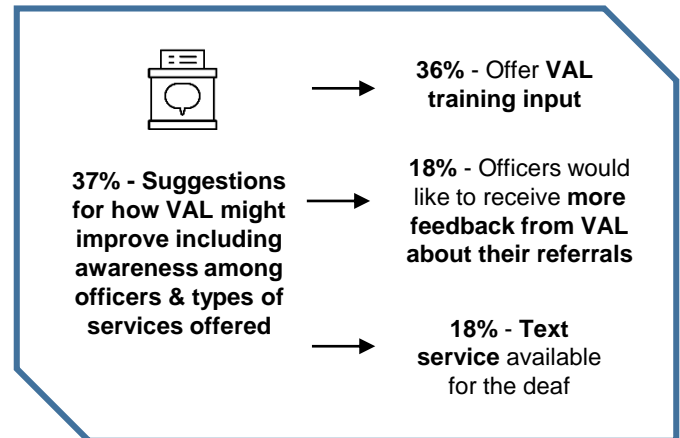 37% - Suggestions
for how VAL might
improve including
awareness among
officers & types of
services offered
36% - Offer VAL
training input
18% - Officers would
like to receive more
feedback from VAL
about their referrals
18% - Text
service available
for the deaf